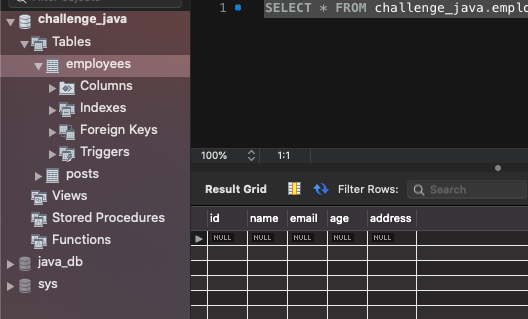 challenge_java
Tables
employees
Columns
Indexes
Foreign Keys
Triggers
posts
Views
Stored Procedures
Functions
java_db
sys
1 SELECT * FROM challenge_java.emplo
100% 1:1
Result Grid Filter Rows: Search
id name email age address
NULL NULL NULL NULL NULL